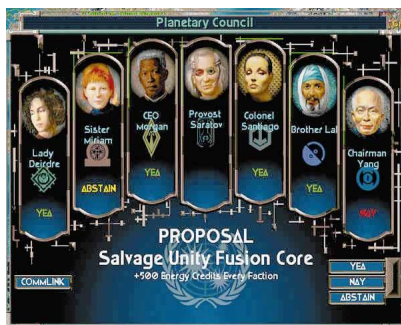 Planetary Council
Lady
Deirdre
YEA
Sister
Miriam
ABSTAIN
CEO
Morgan
YEA
Provost
Saratov
Colonel
Santiago
YEA
Brother Lal
YEA
Chairman
Yang
NAY
PROPOSAL
Salvage Unity Fusion Core
+500 Energy Credits Every Faction
COMMLINK
YEA
NAY
ABSTAIN